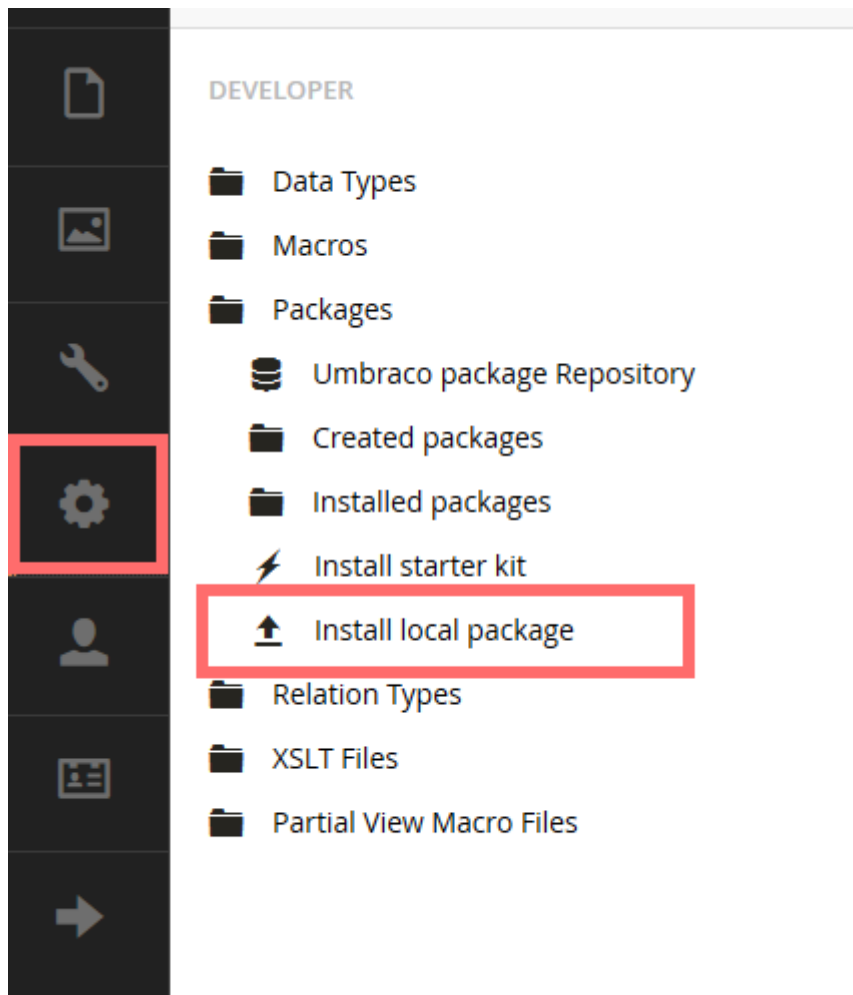 DEVELOPER
Data Types
Macros
Packages
Umbraco package Repository
Created packages
Installed packages
Install starter kit
Install local package
Relation Types
XSLT Files
Partial View Macro Files